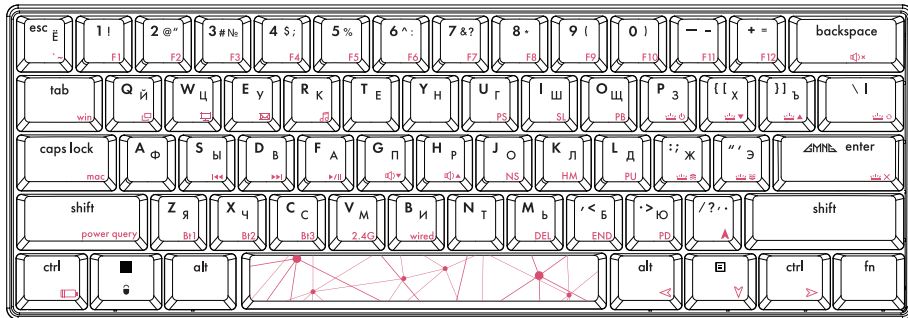 esc Ё ~ 1 ! F1 2 @ " F2 3 # № F3 4 $ ; F4 5 % F5 6 ^ : F6 7 & ? F7 8 * F8 9 ( F9 0 ) F10 — - F11 + = F12 backspace
tab win Q Й W Ц E У R К T Е Y Н U Г PS I Ш SL O Щ PB P З { [ Х } ] Ъ \ |
caps lock mac A Ф S Ы D В F А G П H Р J О NS K Л HM L Д PU : ; Ж " ' Э enter
shift power query Z Я Bt1 X Ч Bt2 C С Bt3 V М 2.4G B И wired N Т M Ь DEL , < Б END . > Ю PD / ? , . shift
ctrl alt alt ctrl fn